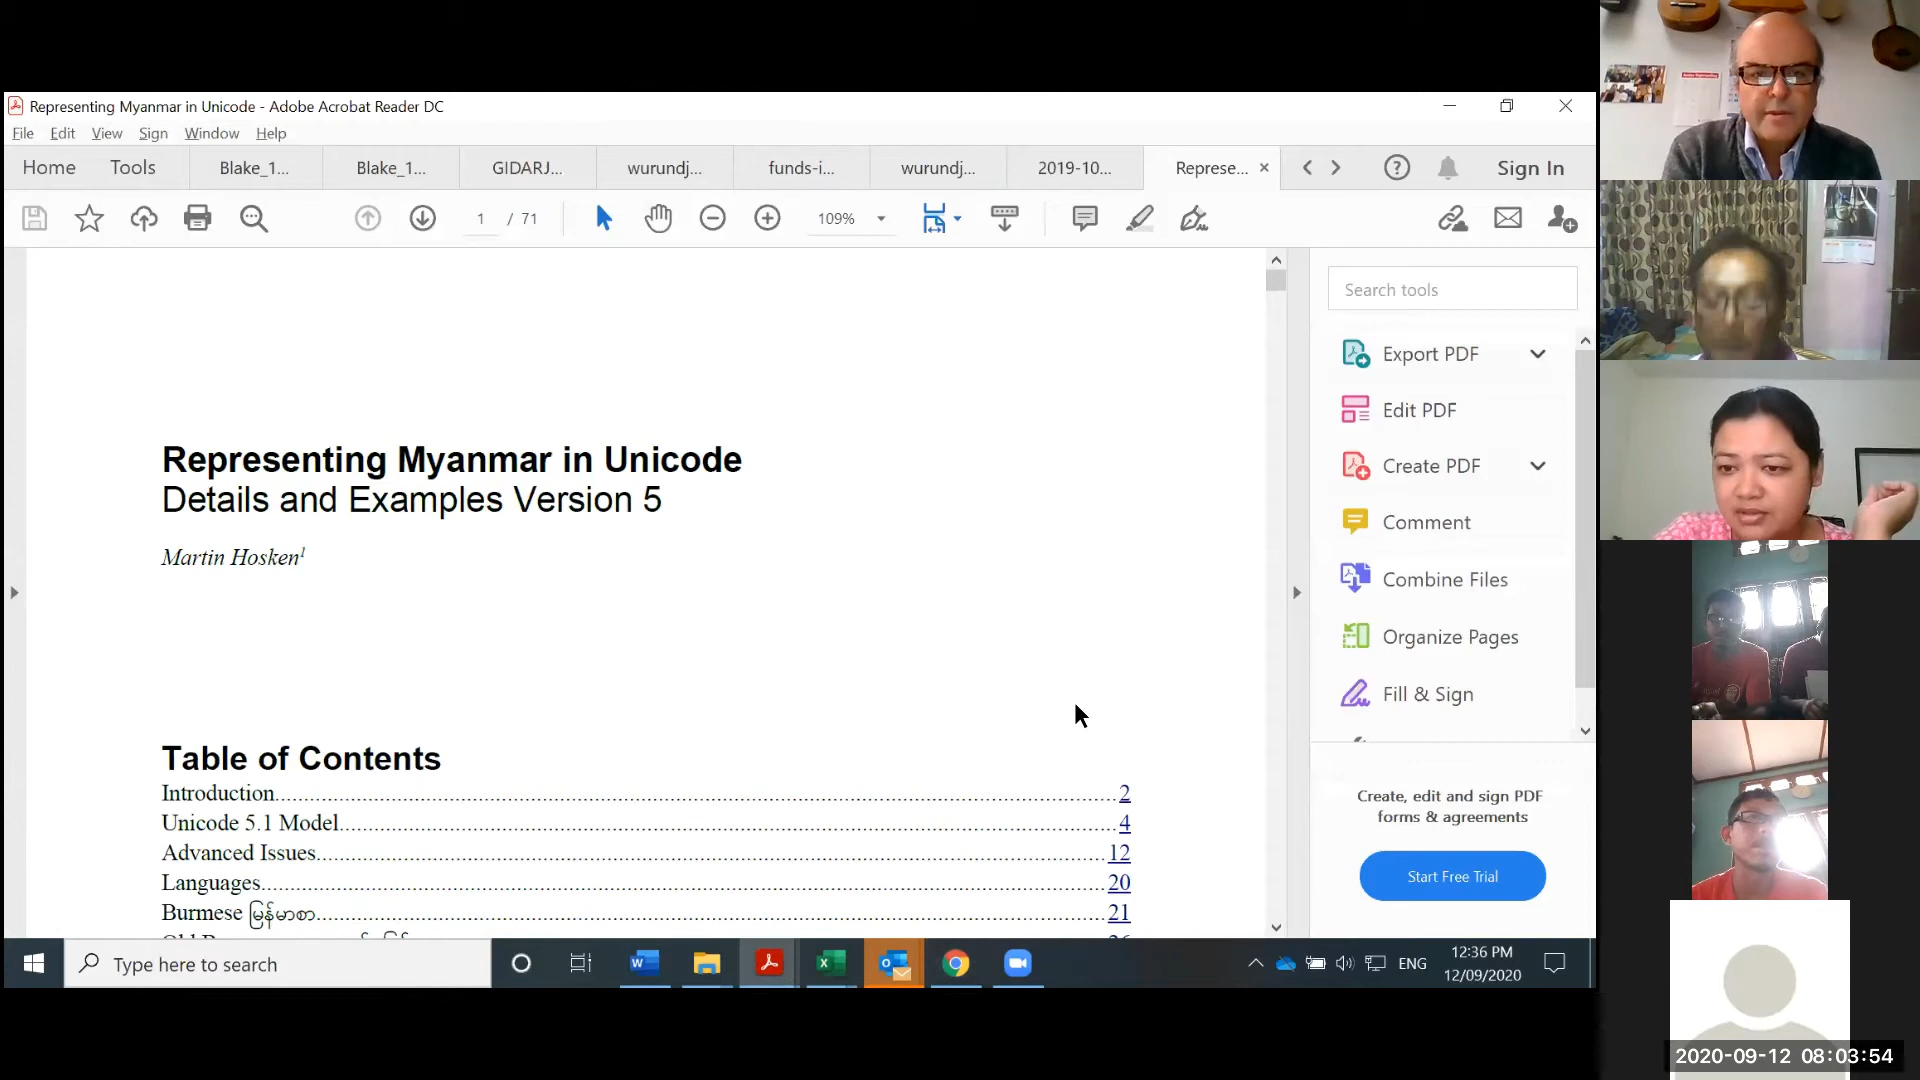 Representing Myanmar in Unicode - Adobe Acrobat Reader DC
File Edit View Sign Window Help
Home Tools Blake_1... Blake_1... GIDARJ... wurundj... funds-i... wurundj... 2019-10... Represe... Sign In
1 / 71 109%
Search tools
Export PDF
Edit PDF
Create PDF
Comment
Combine Files
Organize Pages
Fill & Sign
Create, edit and sign PDF
forms & agreements
Start Free Trial
Representing Myanmar in Unicode
Details and Examples Version 5
Martin Hosken1
Table of Contents
Introduction 2
Unicode 5.1 Model 4
Advanced Issues 12
Languages 20
Burmese မြန်မာစာ 21
Type here to search
ENG
12:36 PM
12/09/2020
2020-09-12 08:03:54